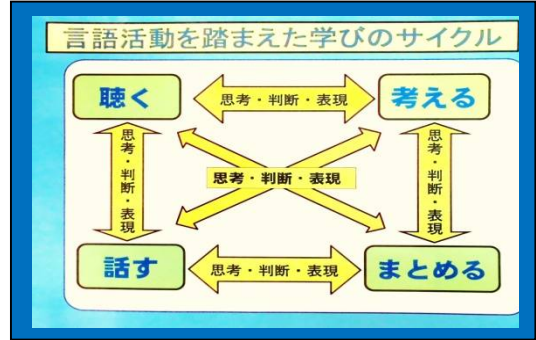 言語活動を踏まえた学びのサイクル
聴く
思考・判断・表現
考える
思考・判断・表現
思考・判断・表現
思考・判断・表現
話す
思考・判断・表現
まとめる